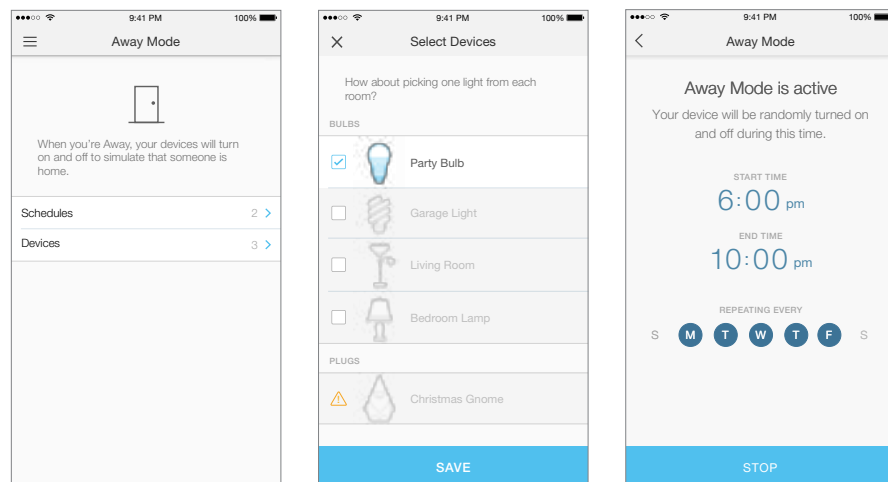 9:41 PM
100%
Away Mode
When you're Away, your devices will turn
on and off to simulate that someone is
home.
Schedules 2
Devices 3
9:41 PM
100%
Select Devices
How about picking one light from each
room?
BULBS
Party Bulb
Garage Light
Living Room
Bedroom Lamp
PLUGS
Christmas Gnome
SAVE
9:41 PM
100%
Away Mode
Away Mode is active
Your device will be randomly turned on
and off during this time.
START TIME
6:00 pm
END TIME
10:00 pm
REPEATING EVERY
S M T W T F S
STOP